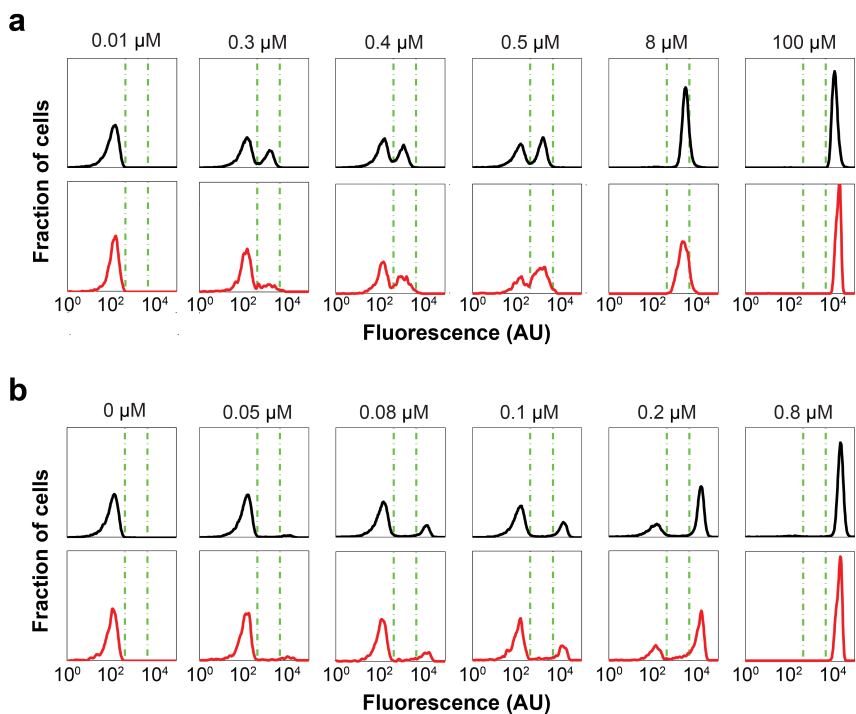 a
0.01 µM 0.3 µM 0.4 µM 0.5 µM 8 µM 100 µM
Fraction of cells
10⁰ 10² 10⁴ 10⁰ 10² 10⁴ 10⁰ 10² 10⁴ 10⁰ 10² 10⁴ 10⁰ 10² 10⁴ 10⁰ 10² 10⁴
Fluorescence (AU)
b
0 µM 0.05 µM 0.08 µM 0.1 µM 0.2 µM 0.8 µM
Fraction of cells
10⁰ 10² 10⁴ 10⁰ 10² 10⁴ 10⁰ 10² 10⁴ 10⁰ 10² 10⁴ 10⁰ 10² 10⁴ 10⁰ 10² 10⁴
Fluorescence (AU)